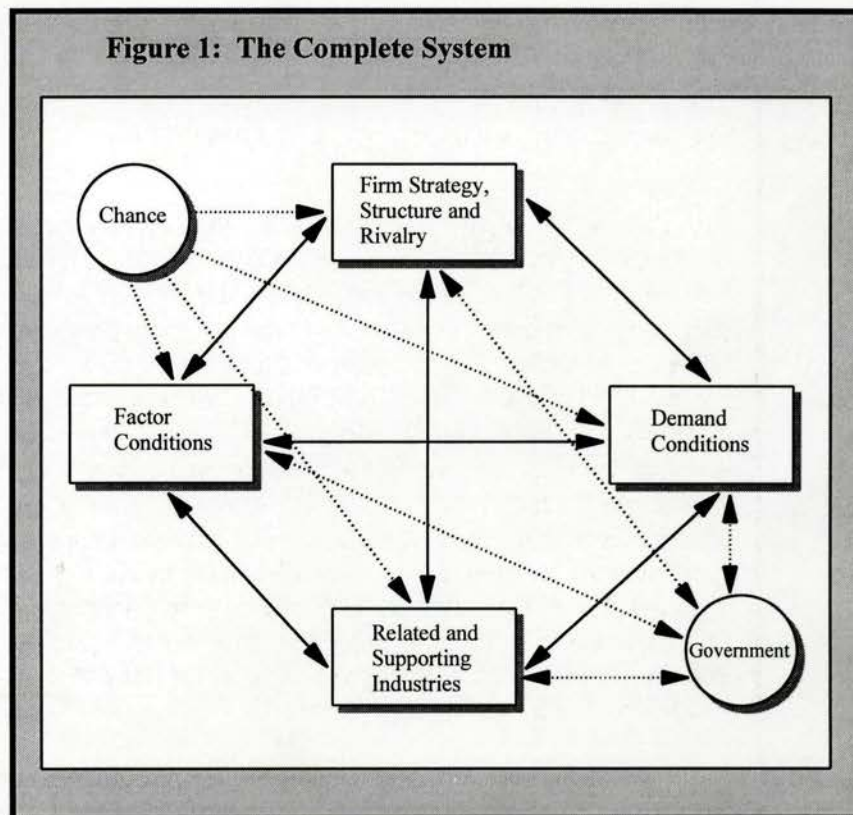 Figure 1: The Complete System
Chance
Firm Strategy,
Structure and
Rivalry
Factor
Conditions
Demand
Conditions
Related and
Supporting
Industries
Government